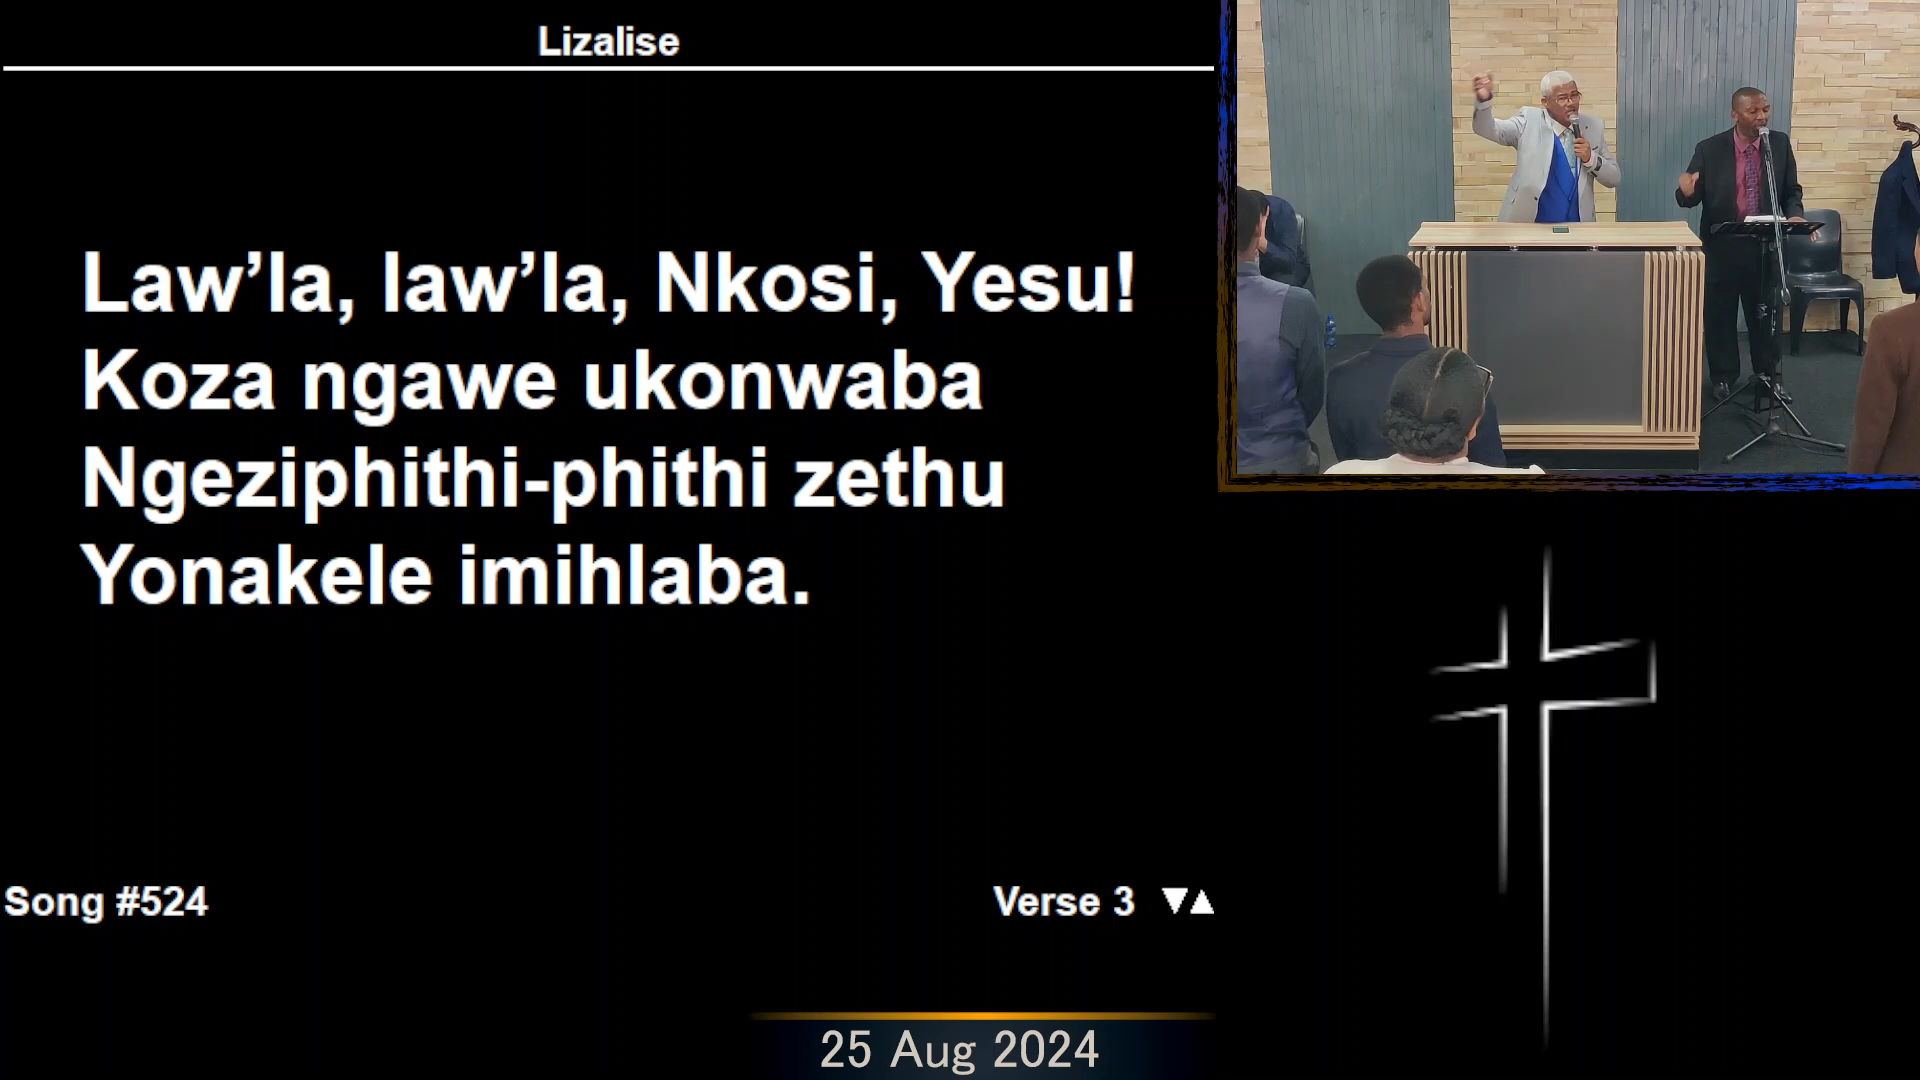 Lizalise
Law’la, law’la, Nkosi, Yesu!
Koza ngawe ukonwaba
Ngeziphithi-phithi zethu
Yonakele imihlaba.
Song #524
Verse 3 ▼▲
25 Aug 2024